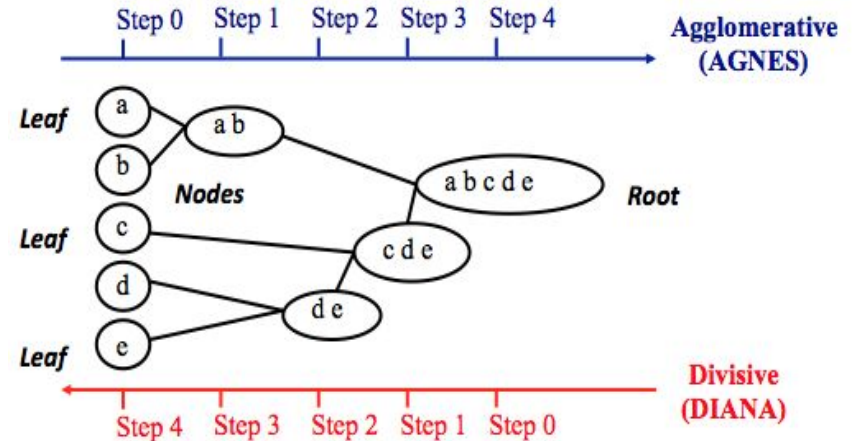 Step 0 Step 1 Step 2 Step 3 Step 4
Agglomerative
(AGNES)
Leaf
a
a b
b
Nodes
a b c d e
Root
Leaf
c
c d e
d
d e
Leaf
e
Divisive
(DIANA)
Step 4 Step 3 Step 2 Step 1 Step 0